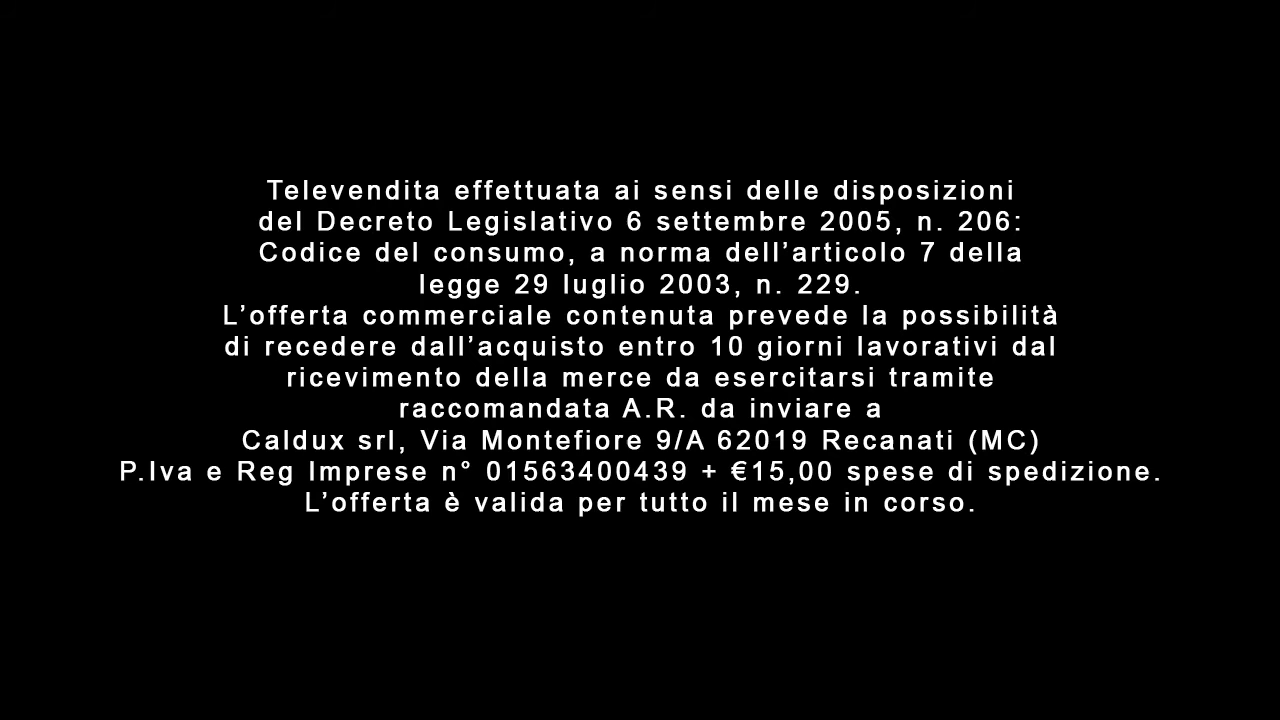 Televendita effettuata ai sensi delle disposizioni
del Decreto Legislativo 6 settembre 2005, n. 206:
Codice del consumo, a norma dell’articolo 7 della
legge 29 luglio 2003, n. 229.
L’offerta commerciale contenuta prevede la possibilità
di recedere dall’acquisto entro 10 giorni lavorativi dal
ricevimento della merce da esercitarsi tramite
raccomandata A.R. da inviare a
Caldux srl, Via Montefiore 9/A 62019 Recanati (MC)
P.Iva e Reg Imprese n° 01563400439 + €15,00 spese di spedizione.
L’offerta è valida per tutto il mese in corso.